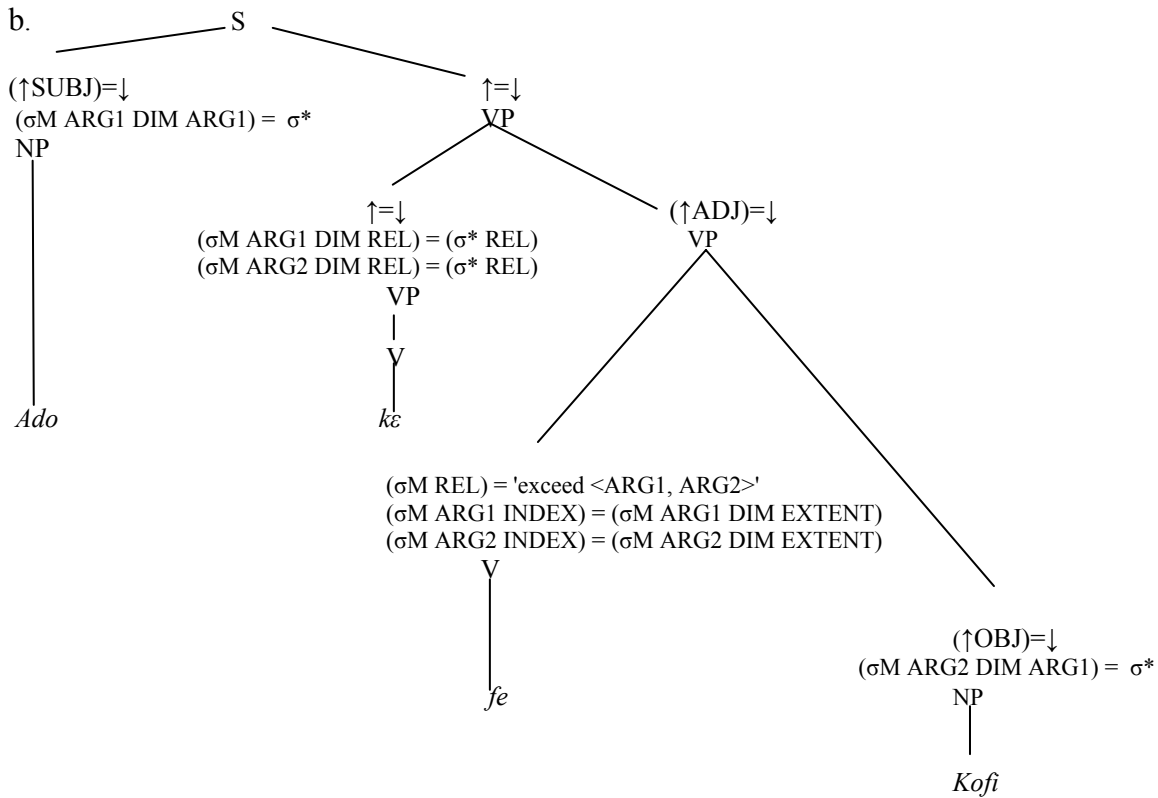 b.
S
(↑SUBJ)=↓
(σM ARG1 DIM ARG1) = σ*
NP
↑=↓
VP
↑=↓
(σM ARG1 DIM REL) = (σ* REL)
(σM ARG2 DIM REL) = (σ* REL)
VP
V
(↑ADJ)=↓
VP
Ado
kɛ
(σM REL) = 'exceed <ARG1, ARG2>'
(σM ARG1 INDEX) = (σM ARG1 DIM EXTENT)
(σM ARG2 INDEX) = (σM ARG2 DIM EXTENT)
V
fe
(↑OBJ)=↓
(σM ARG2 DIM ARG1) = σ*
NP
Kofi